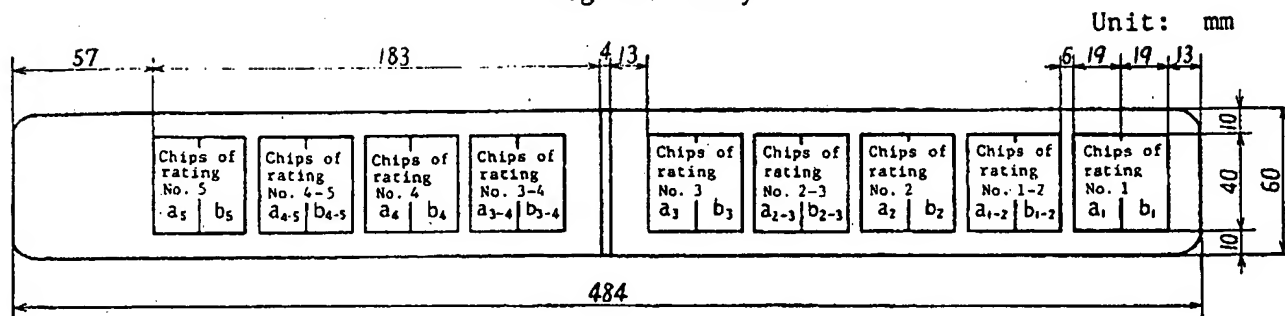 Unit: mm
57 183 4 13 6 19 19 13
Chips of
rating
No. 5
a5 b5
Chips of
rating
No. 4-5
a4-5 b4-5
Chips of
rating
No. 4
a4 b4
Chips of
rating
No. 3-4
a3-4 b3-4
Chips of
rating
No. 3
a3 b3
Chips of
rating
No. 2-3
a2-3 b2-3
Chips of
rating
No. 2
a2 b2
Chips of
rating
No. 1-2
a1-2 b1-2
Chips of
rating
No. 1
a1 b1
10
40
10
60
484